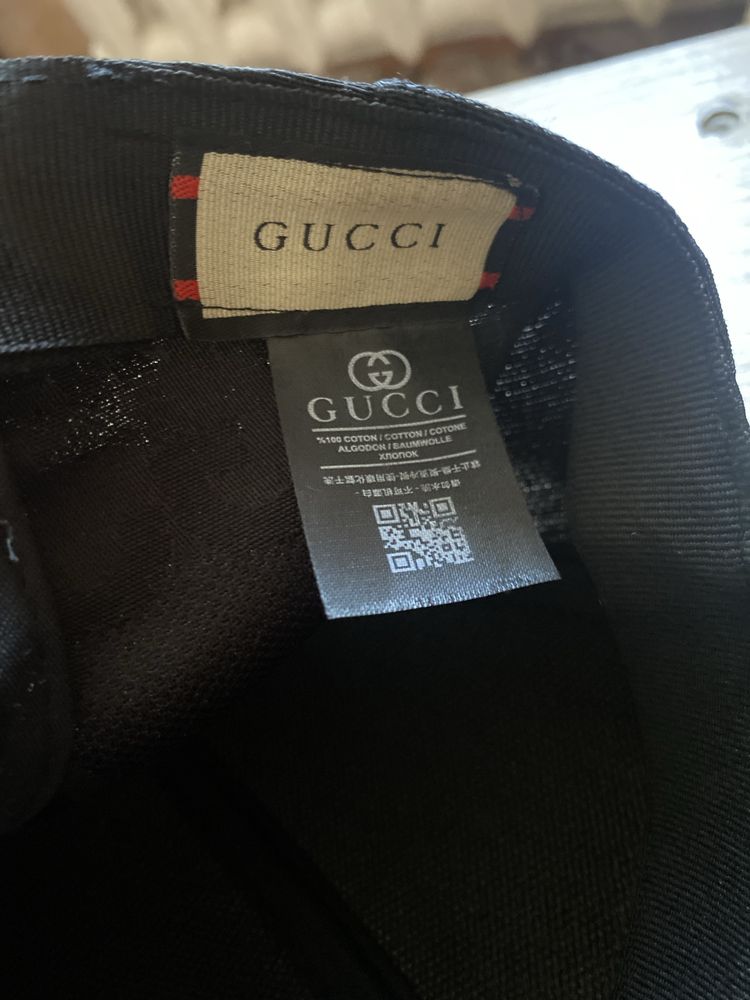 GUCCI
GUCCI
%100 COTON / COTTON / COTONE
ALGODON / BAUMWOLLE
ХЛОПОК